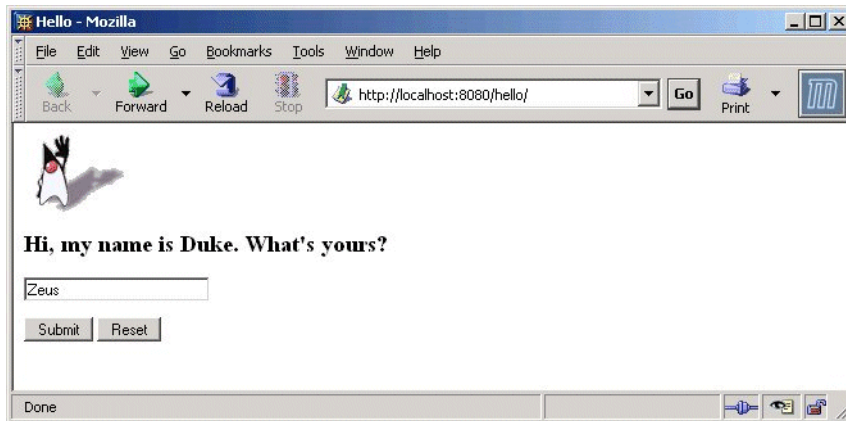 Hello - Mozilla
File Edit View Go Bookmarks Tools Window Help
Back Forward Reload Stop http://localhost:8080/hello/ Go Print
Hi, my name is Duke. What's yours?
Zeus
Submit Reset
Done